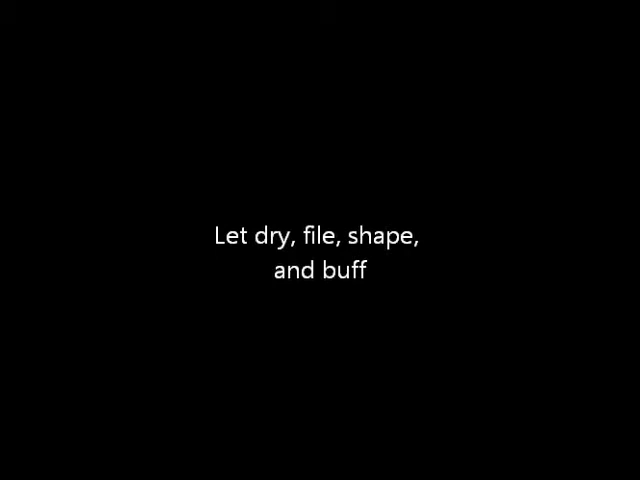 Let dry, file, shape,
and buff